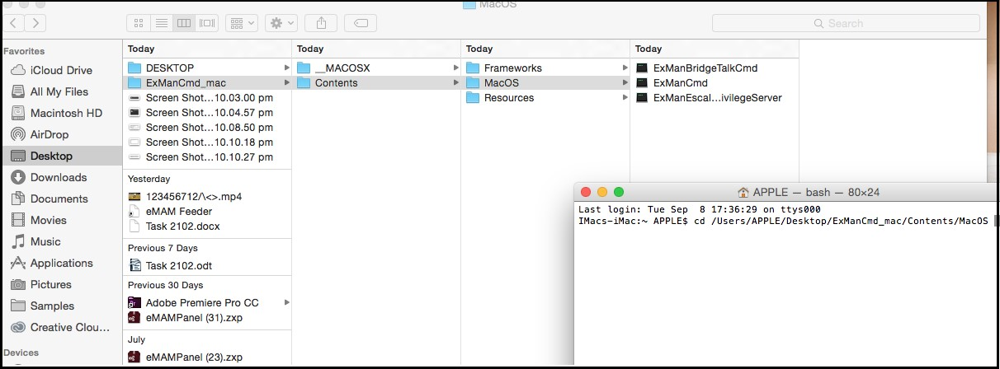 MacOS
Search
Favorites
iCloud Drive
All My Files
Macintosh HD
AirDrop
Desktop
Downloads
Documents
Movies
Music
Applications
Pictures
Samples
Creative Clou...
Devices
Today
DESKTOP
ExManCmd_mac
Screen Shot...10.03.00 pm
Screen Shot...10.04.57 pm
Screen Shot...10.08.50 pm
Screen Shot...10.10.18 pm
Screen Shot...10.10.27 pm
Yesterday
123456712/\<>.mp4
eMAM Feeder
Task 2102.docx
Previous 7 Days
Task 2102.odt
Previous 30 Days
Adobe Premiere Pro CC
eMAMPanel (31).zxp
July
eMAMPanel (23).zxp
Today
__MACOSX
Contents
Today
Frameworks
MacOS
Resources
Today
ExManBridgeTalkCmd
ExManCmd
ExManEscal...ivilegeServer
APPLE — bash — 80×24
Last login: Tue Sep  8 17:36:29 on ttys000
IMacs-iMac:~ APPLE$ cd /Users/APPLE/Desktop/ExManCmd_mac/Contents/MacOS